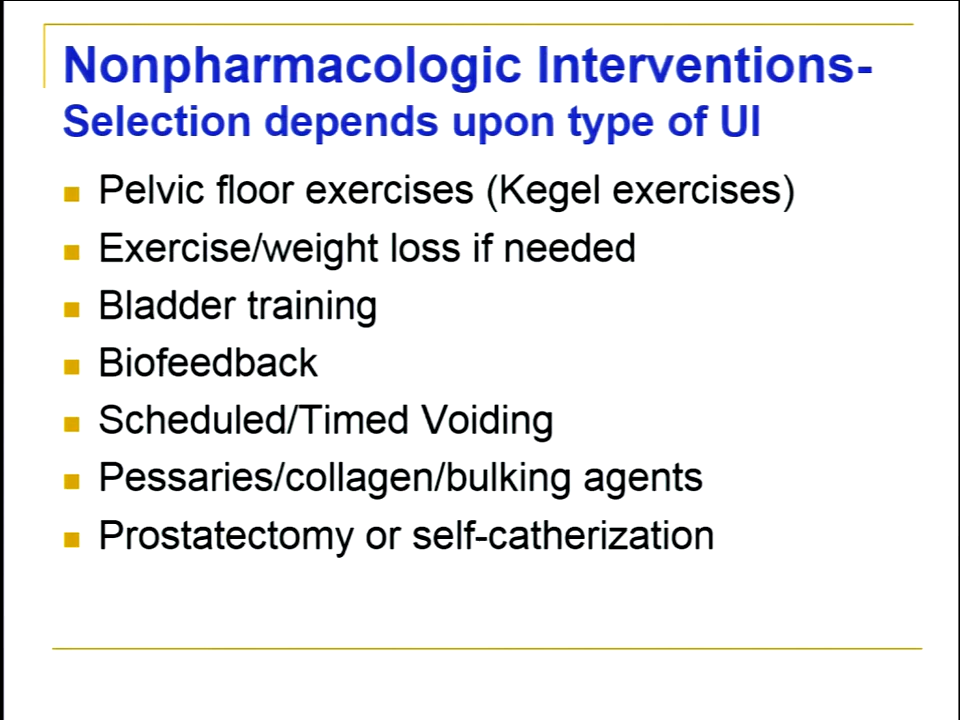 Nonpharmacologic Interventions-
Selection depends upon type of UI
Pelvic floor exercises (Kegel exercises)
Exercise/weight loss if needed
Bladder training
Biofeedback
Scheduled/Timed Voiding
Pessaries/collagen/bulking agents
Prostatectomy or self-catherization